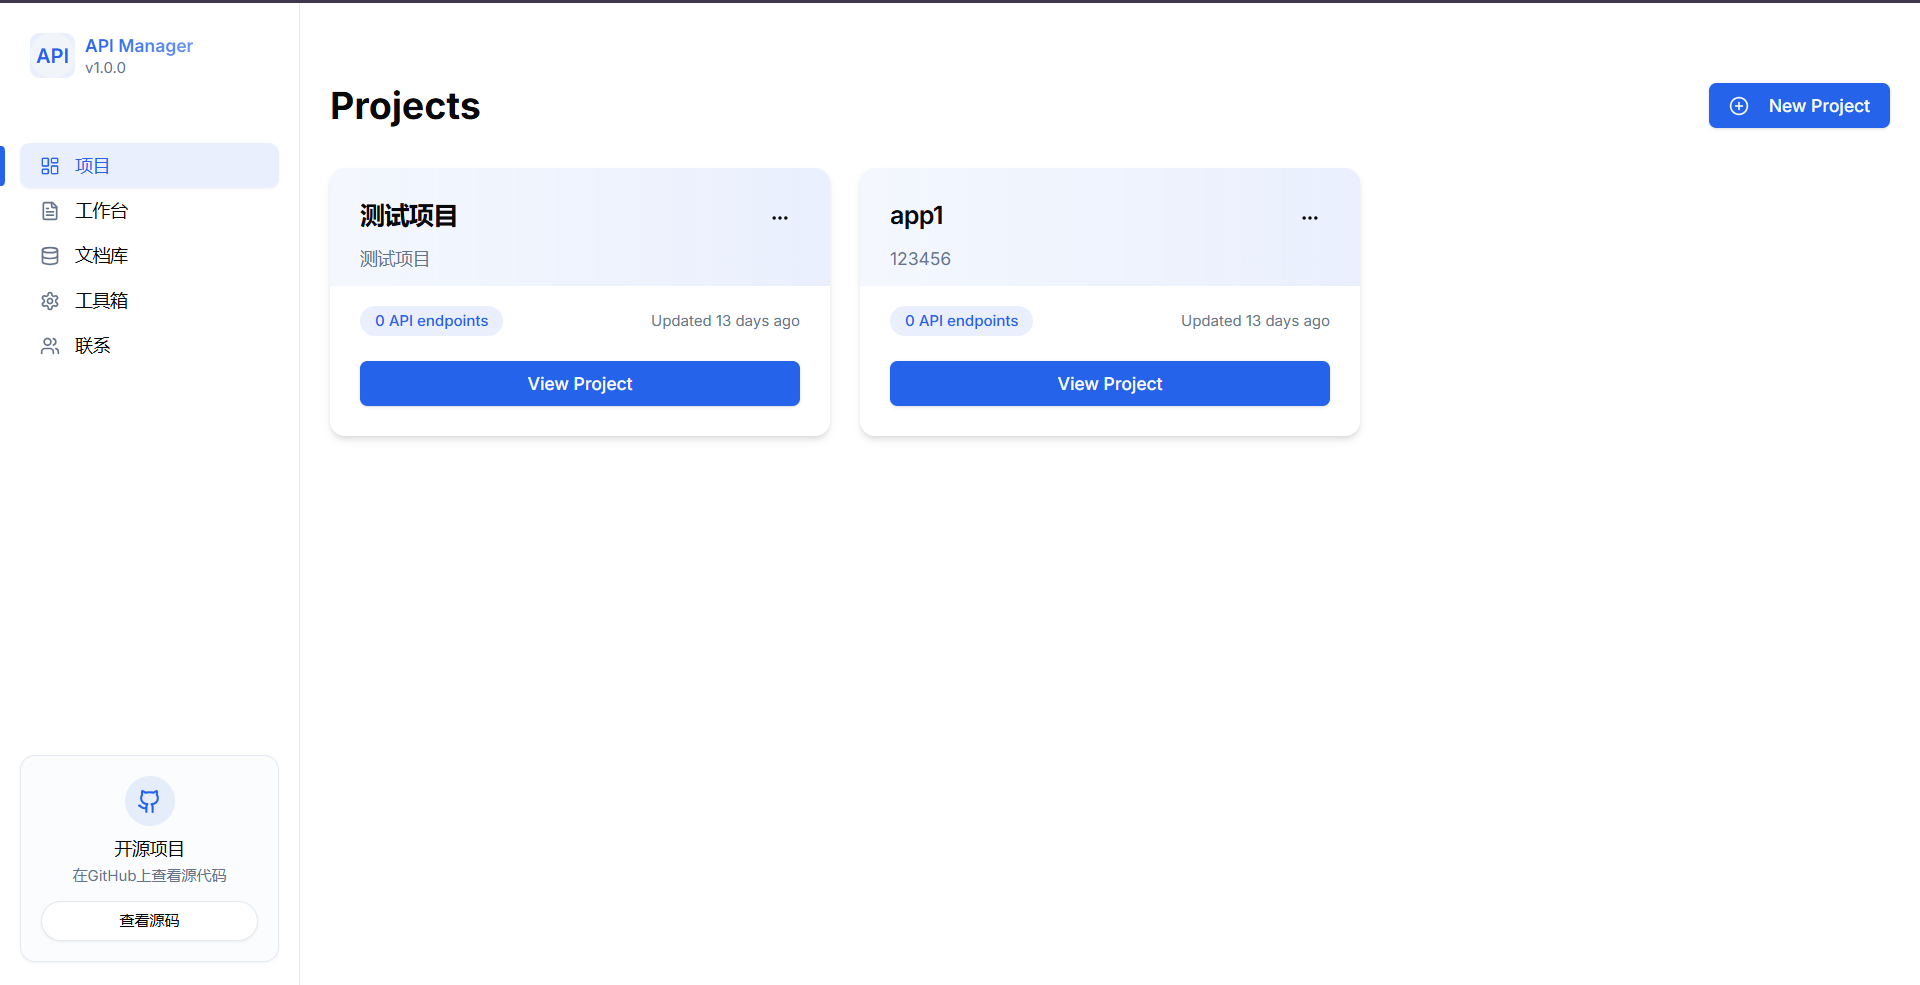 API
API Manager
v1.0.0
项目
工作台
文档库
工具箱
联系
开源项目
在GitHub上查看源代码
查看源码
Projects
New Project
测试项目
测试项目
0 API endpoints
Updated 13 days ago
View Project
app1
123456
0 API endpoints
Updated 13 days ago
View Project